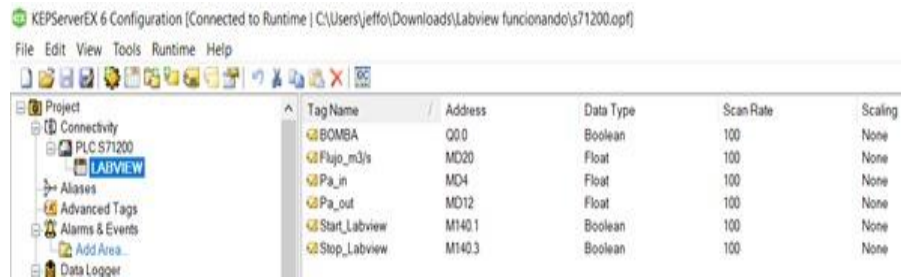 KEPServerEX 6 Configuration [Connected to Runtime | C:\Users\jeffo\Downloads\Labview funcionando\s71200.opf]
File Edit View Tools Runtime Help
Project
Connectivity
PLC S71200
LABVIEW
Aliases
Advanced Tags
Alarms & Events
Add Area...
Data Logger
Tag Name / Address Data Type Scan Rate Scaling
BOMBA Q0.0 Boolean 100 None
Flujo_m3/s MD20 Float 100 None
Pa_in MD4 Float 100 None
Pa_out MD12 Float 100 None
Start_Labview M140.1 Boolean 100 None
Stop_Labview M140.3 Boolean 100 None